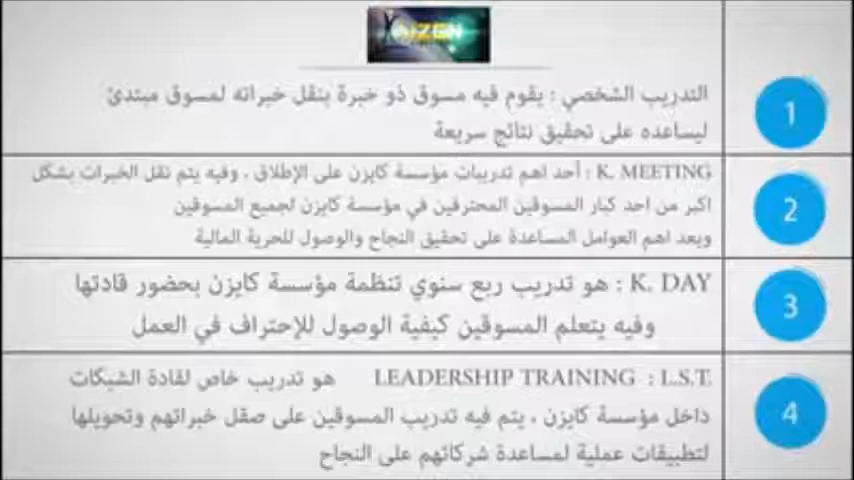 KAIZEN
التدريب الشخصي : يقوم فيه مسوق ذو خبرة بنقل خبراته لمسوق مبتدئ
ليساعده على تحقيق نتائج سريعة
1
K. MEETING : أحد اهم تدريبات مؤسسة كايزن على الإطلاق ، وفيه يتم نقل الخبرات بشكل
اكبر من احد كبار المسوقين المحترفين في مؤسسة كايزن لجميع المسوقين
ويعد اهم العوامل المساعدة على تحقيق النجاح والوصول للحرية المالية
2
K. DAY : هو تدريب ربع سنوي تنظمة مؤسسة كايزن بحضور قادتها
وفيه يتعلم المسوقين كيفية الوصول للإحتراف في العمل
3
LEADERSHIP TRAINING : L.S.T. هو تدريب خاص لقادة الشبكات
داخل مؤسسة كايزن ، يتم فيه تدريب المسوقين على صقل خبراتهم وتحويلها
لتطبيقات عملية لمساعدة شركائهم على النجاح
4